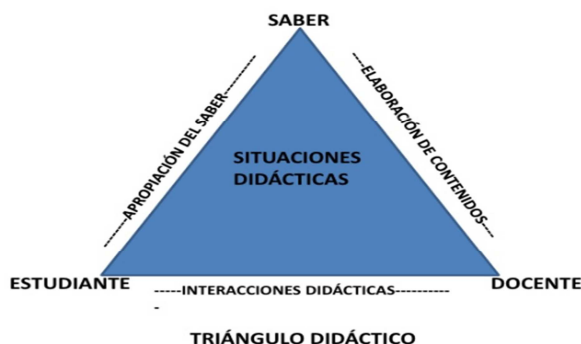 SABER
-------APROPIACIÓN DEL SABER-------
-------ELABORACIÓN DE CONTENIDOS-----
SITUACIONES
DIDÁCTICAS
ESTUDIANTE
-----INTERACCIONES DIDÁCTICAS----------
-
DOCENTE
TRIÁNGULO DIDÁCTICO